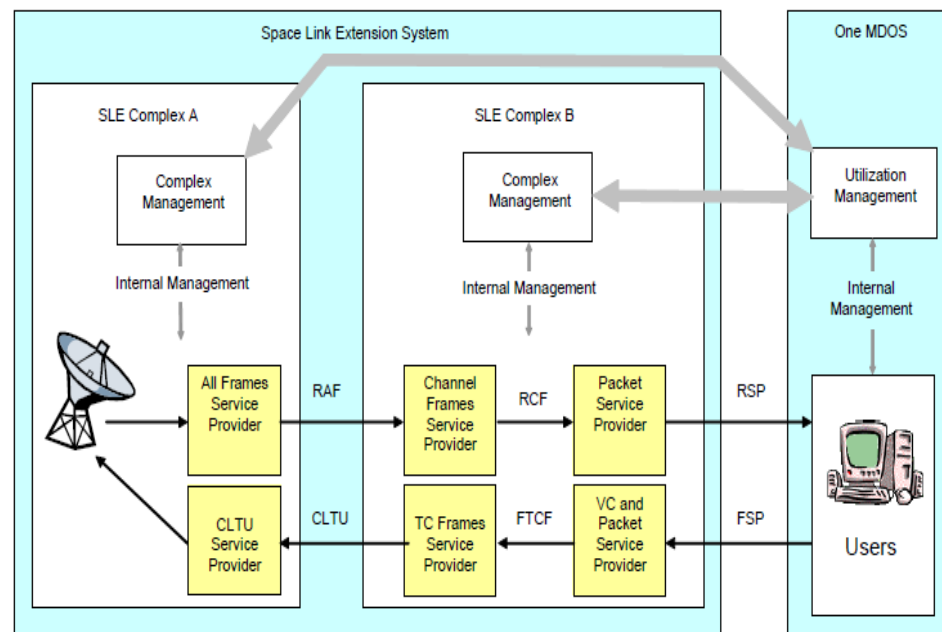 Space Link Extension System
One MDOS
SLE Complex A
SLE Complex B
Complex
Management
Complex
Management
Utilization
Management
Internal Management
Internal Management
Internal
Management
All Frames
Service
Provider
RAF
Channel
Frames
Service
Provider
RCF
Packet
Service
Provider
RSP
CLTU
Service
Provider
CLTU
TC Frames
Service
Provider
FTCF
VC and
Packet
Service
Provider
FSP
Users